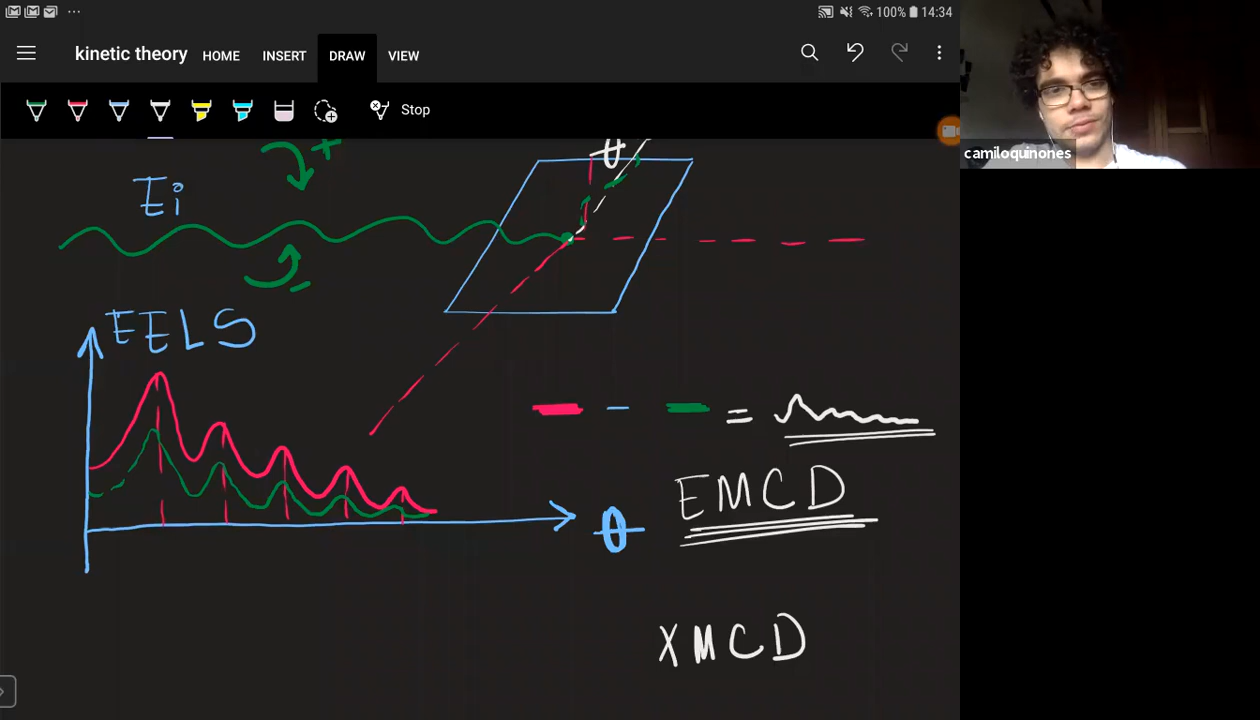 100% 14:34
kinetic theory HOME INSERT DRAW VIEW
Stop
camiloquinones
+
θ
Ei
-
EELS
- =
EMCD
θ
XMCD